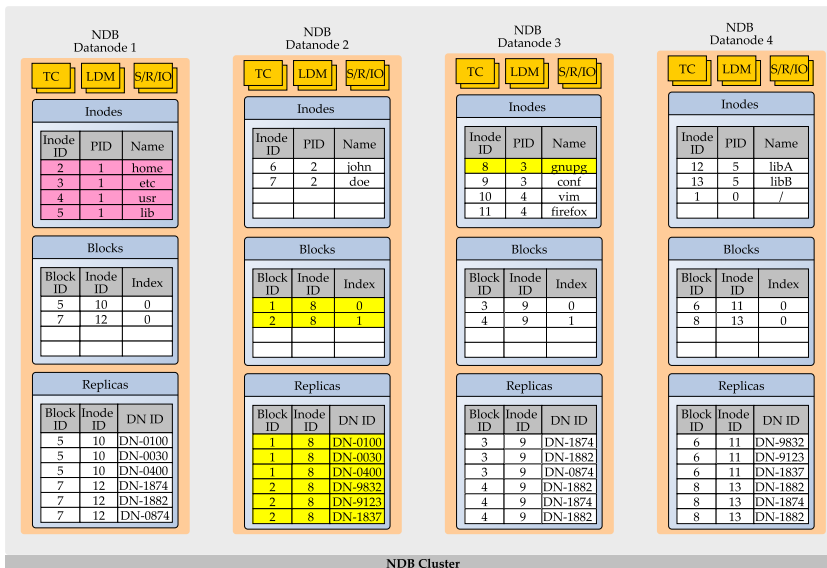 NDB
Datanode 1
TC LDM S/R/IO
Inodes
Inode ID PID Name
2 1 home
3 1 etc
4 1 usr
5 1 lib
Blocks
Block ID Inode ID Index
5 10 0
7 12 0
Replicas
Block ID Inode ID DN ID
5 10 DN-0100
5 10 DN-0030
5 10 DN-0400
7 12 DN-1874
7 12 DN-1882
7 12 DN-0874
NDB
Datanode 2
TC LDM S/R/IO
Inodes
Inode ID PID Name
6 2 john
7 2 doe
Blocks
Block ID Inode ID Index
1 8 0
2 8 1
Replicas
Block ID Inode ID DN ID
1 8 DN-0100
1 8 DN-0030
1 8 DN-0400
2 8 DN-9832
2 8 DN-9123
2 8 DN-1837
NDB
Datanode 3
TC LDM S/R/IO
Inodes
Inode ID PID Name
8 3 gnupg
9 3 conf
10 4 vim
11 4 firefox
Blocks
Block ID Inode ID Index
3 9 0
4 9 1
Replicas
Block ID Inode ID DN ID
3 9 DN-1874
3 9 DN-1882
3 9 DN-0874
4 9 DN-1882
4 9 DN-1874
4 9 DN-1882
NDB
Datanode 4
TC LDM S/R/IO
Inodes
Inode ID PID Name
12 5 libA
13 5 libB
1 0 /
Blocks
Block ID Inode ID Index
6 11 0
8 13 0
Replicas
Block ID Inode ID DN ID
6 11 DN-9832
6 11 DN-9123
6 11 DN-1837
8 13 DN-1882
8 13 DN-1874
8 13 DN-1882
NDB Cluster